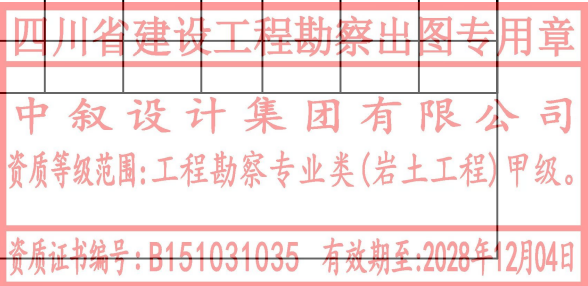 四川省建设工程勘察出图专用章
中叙设计集团有限公司
资质等级范围:工程勘察专业类(岩土工程)甲级。
资质证书编号:B151031035 有效期至:2028年12月04日